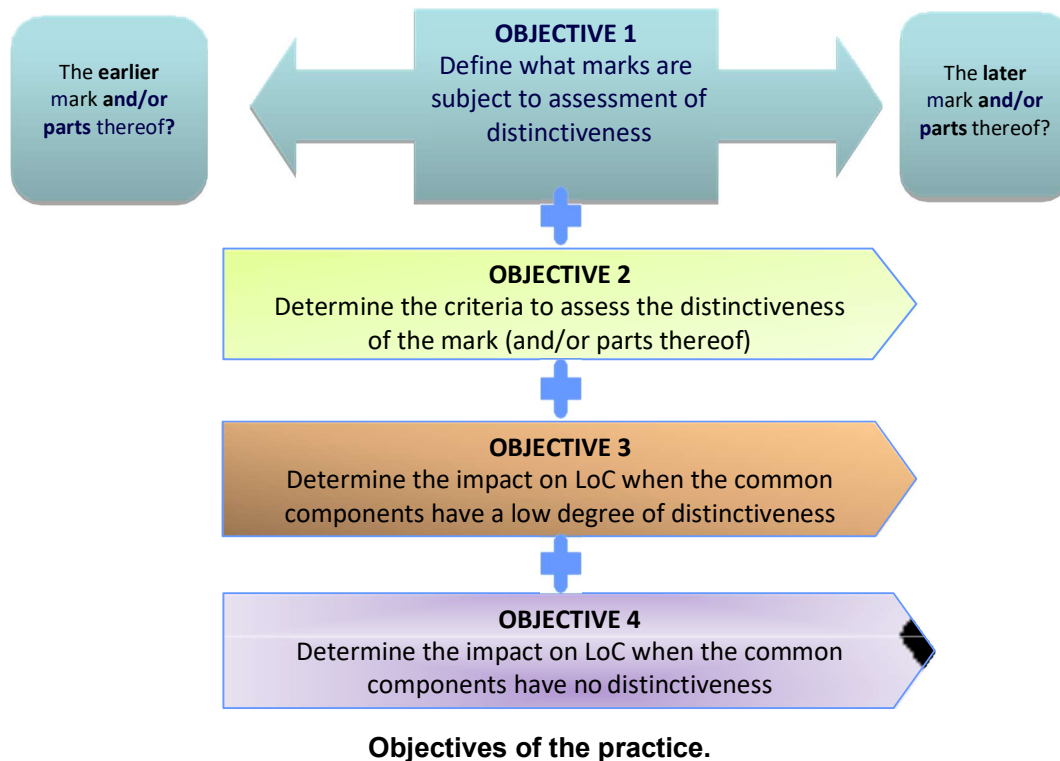 The earlier
mark and/or
parts thereof?
OBJECTIVE 1
Define what marks are
subject to assessment of
distinctiveness
The later
mark and/or
parts thereof?
OBJECTIVE 2
Determine the criteria to assess the distinctiveness
of the mark (and/or parts thereof)
OBJECTIVE 3
Determine the impact on LoC when the common
components have a low degree of distinctiveness
OBJECTIVE 4
Determine the impact on LoC when the common
components have no distinctiveness
Objectives of the practice.